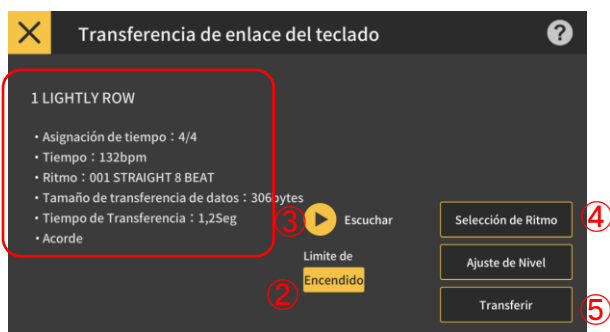 Transferencia de enlace del teclado
?
1 LIGHTLY ROW
・Asignación de tiempo：4/4
・Tiempo：132bpm
・Ritmo：001 STRAIGHT 8 BEAT
・Tamaño de transferencia de datos：306bytes
・Tiempo de Transferencia：1,2Seg
・Acorde
③ Escuchar
Limite de
② Encendido
Selección de Ritmo ④
Ajuste de Nivel
Transferir ⑤